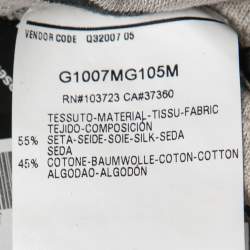 VENDOR CODE Q32007 05
G1007MG105M
RN#103723 CA#37360
TESSUTO-MATERIAL-TISSU-FABRIC
TEJIDO-COMPOSICIÓN
55% SETA-SEIDE-SOIE-SILK-SEDA
SEDA
45% COTONE-BAUMWOLLE-COTON-COTTON
ALGODAO-ALGODÓN